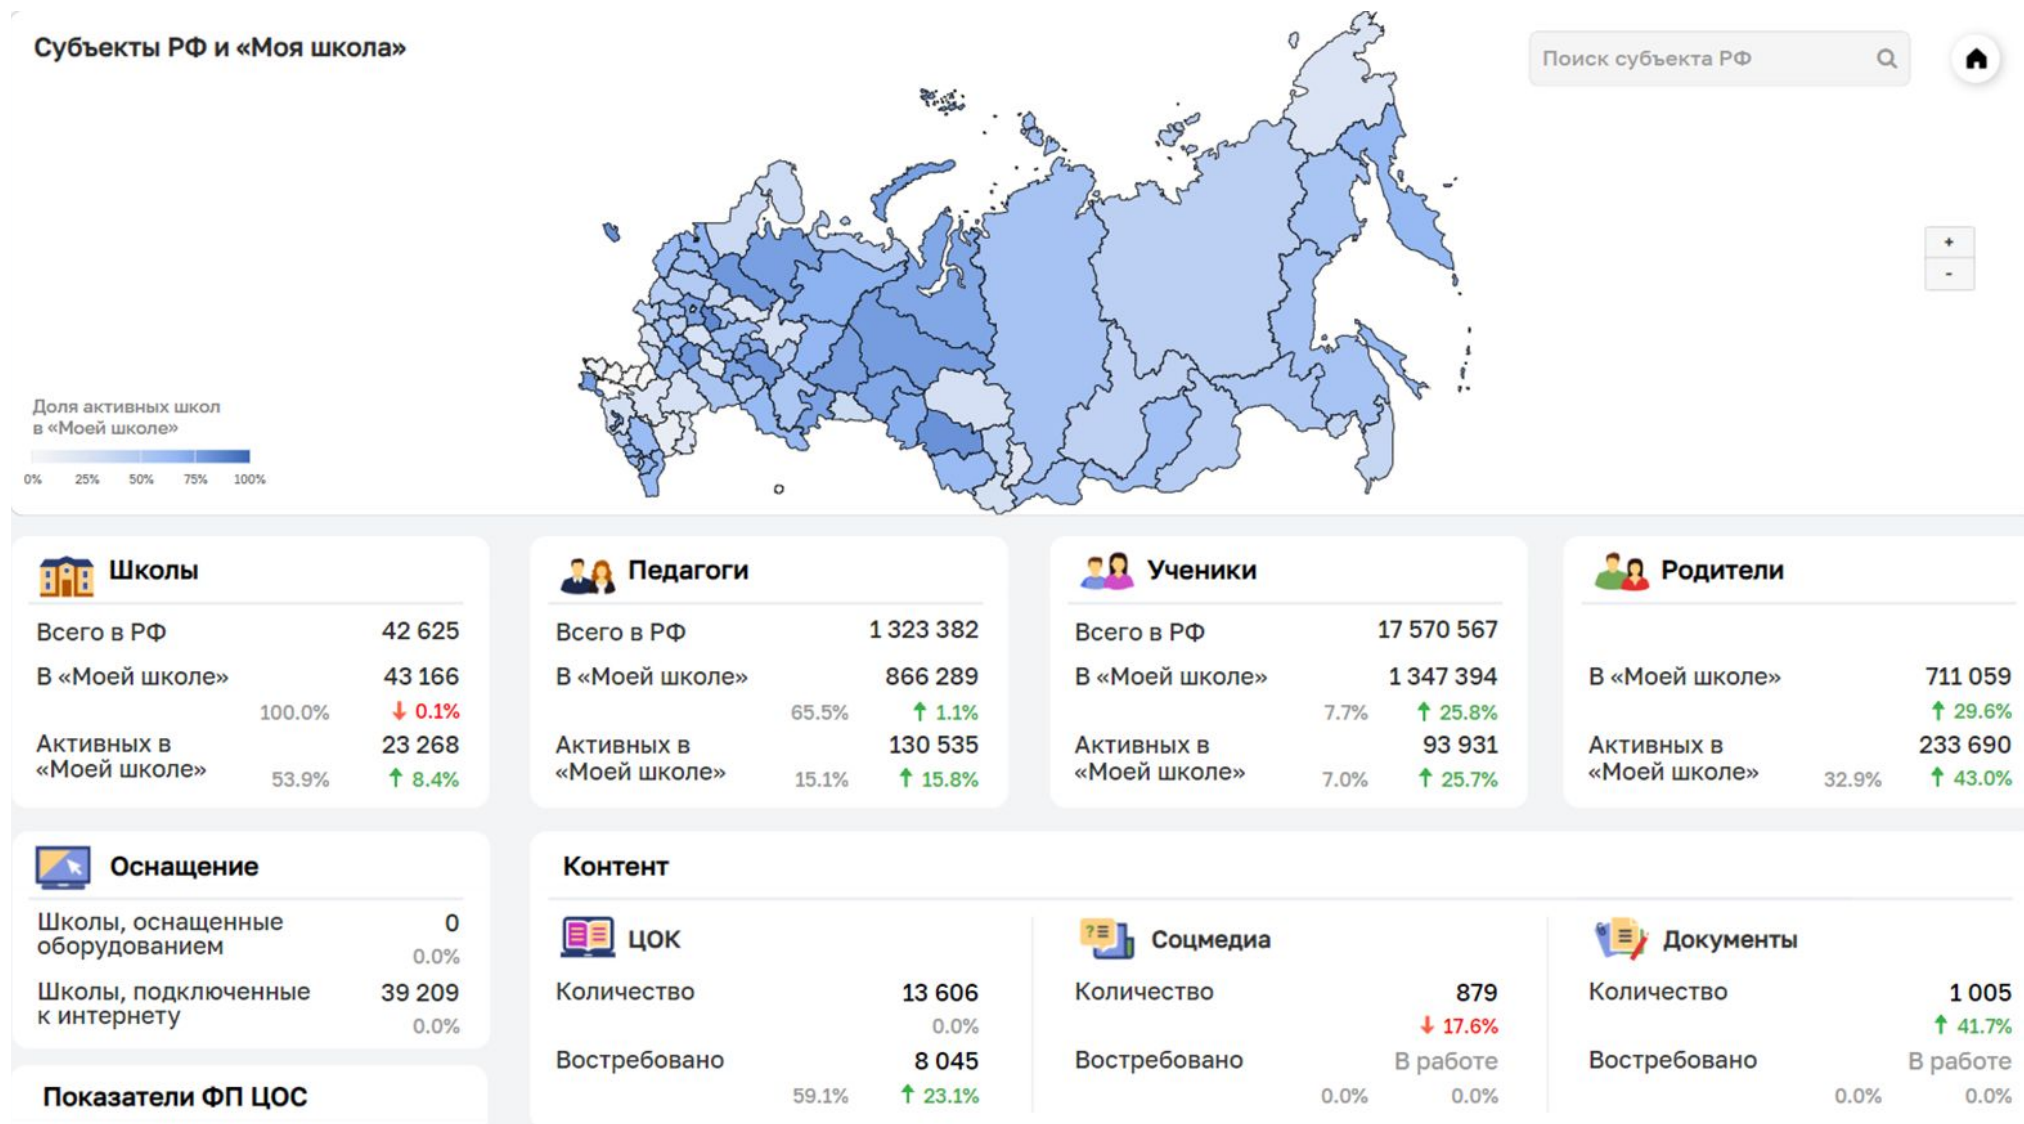 Субъекты РФ и «Моя школа»
Поиск субъекта РФ
+
-
Доля активных школ
в «Моей школе»
0% 25% 50% 75% 100%
Школы
Всего в РФ 42 625
В «Моей школе» 43 166
100.0% ↓ 0.1%
Активных в 23 268
«Моей школе» 53.9% ↑ 8.4%
Педагоги
Всего в РФ 1 323 382
В «Моей школе» 866 289
65.5% ↑ 1.1%
Активных в 130 535
«Моей школе» 15.1% ↑ 15.8%
Ученики
Всего в РФ 17 570 567
В «Моей школе» 1 347 394
7.7% ↑ 25.8%
Активных в 93 931
«Моей школе» 7.0% ↑ 25.7%
Родители
В «Моей школе» 711 059
↑ 29.6%
Активных в 233 690
«Моей школе» 32.9% ↑ 43.0%
Оснащение
Школы, оснащенные 0
оборудованием 0.0%
Школы, подключенные 39 209
к интернету 0.0%
Показатели ФП ЦОС
Контент
ЦОК
Количество 13 606
0.0%
Востребовано 8 045
59.1% ↑ 23.1%
Соцмедиа
Количество 879
↓ 17.6%
Востребовано В работе
0.0% 0.0%
Документы
Количество 1 005
↑ 41.7%
Востребовано В работе
0.0% 0.0%